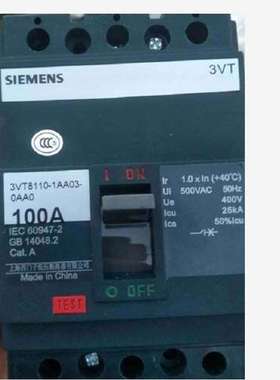 SIEMENS
3VT
CCC
3VT8110-1AA03-
0AA0
100A
IEC 60947-2
GB 14048.2
Cat. A
Made in China
I ON
Ir 1.0 x In (+40°C)
Ui 500VAC 50Hz
Ue 400V
Icu 25kA
Ics 50%Icu
TEST
O OFF